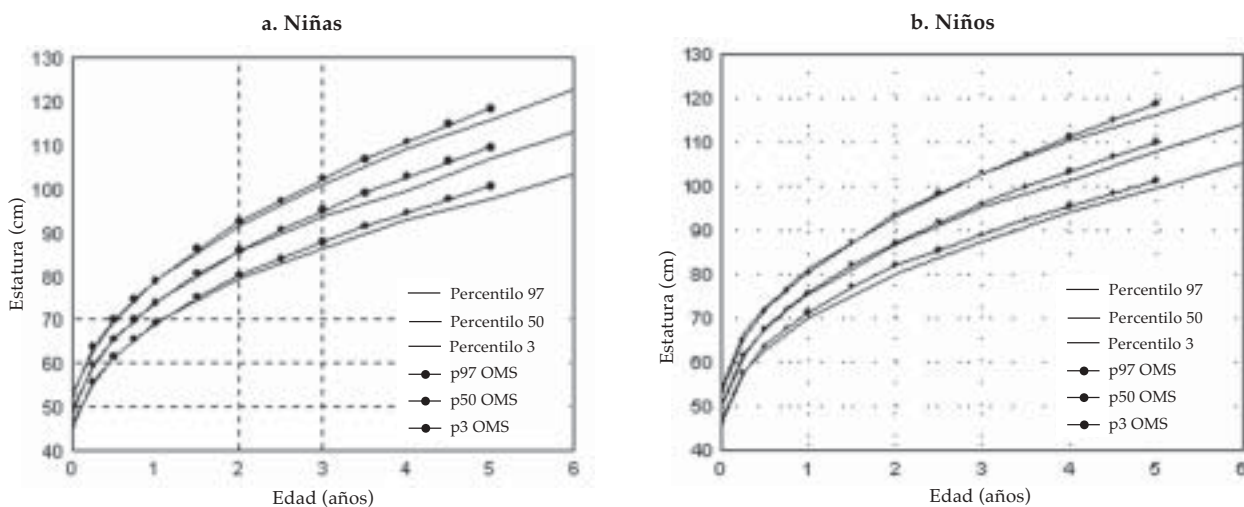 a. Niñas
130
120
110
100
90
80
70
60
50
40
Estatura (cm)
0 1 2 3 4 5 6
Edad (años)
Percentilo 97
Percentilo 50
Percentilo 3
p97 OMS
p50 OMS
p3 OMS
b. Niños
130
120
110
100
90
80
70
60
50
40
Estatura (cm)
0 1 2 3 4 5 6
Edad (años)
Percentilo 97
Percentilo 50
Percentilo 3
p97 OMS
p50 OMS
p3 OMS